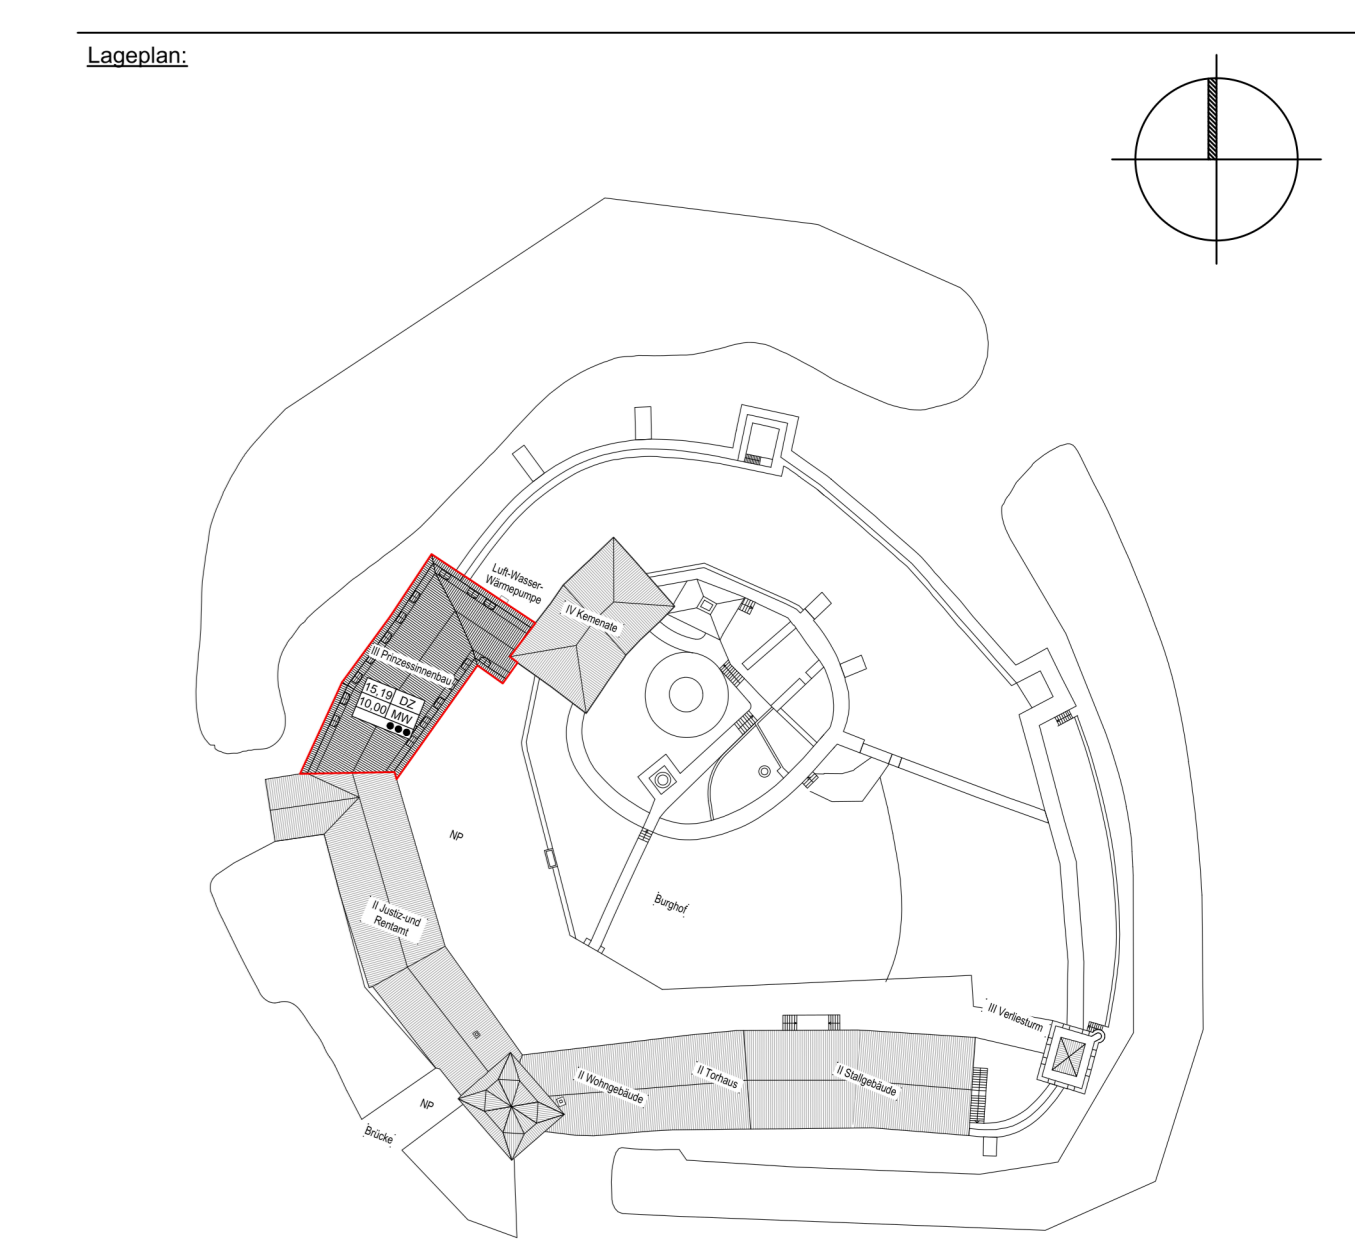 Lageplan:
Luft-Wasser-
Wärmepumpe
IV Kemenate
III Prinzessinnenbau
15,19 DZ
10,00 MW
NP
II Justiz-und
Rentamt
Burghof
III Verliesturm
II Wohngebäude
II Torhaus
II Stallgebäude
NP
Brücke